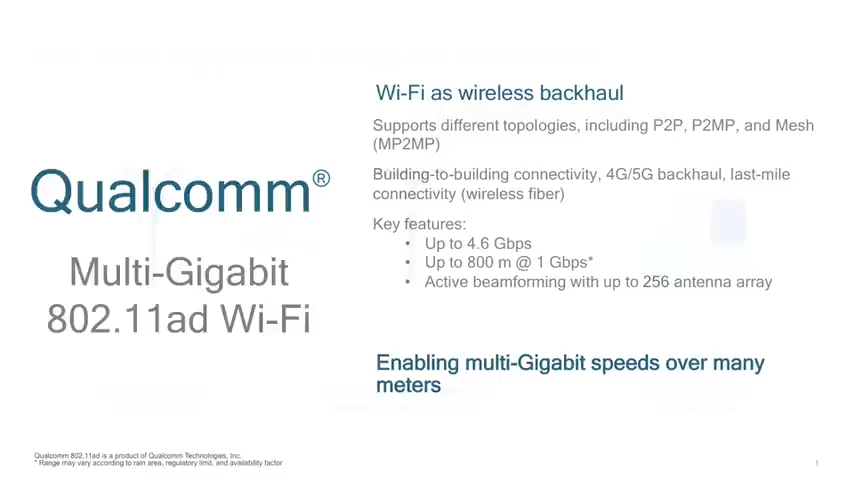 Qualcomm®
Multi-Gigabit
802.11ad Wi-Fi
Wi-Fi as wireless backhaul
Supports different topologies, including P2P, P2MP, and Mesh
(MP2MP)
Building-to-building connectivity, 4G/5G backhaul, last-mile
connectivity (wireless fiber)
Key features:
• Up to 4.6 Gbps
• Up to 800 m @ 1 Gbps*
• Active beamforming with up to 256 antenna array
Enabling multi-Gigabit speeds over many
meters
Qualcomm 802.11ad is a product of Qualcomm Technologies, Inc.
* Range may vary according to rain area, regulatory limit, and availability factor
1